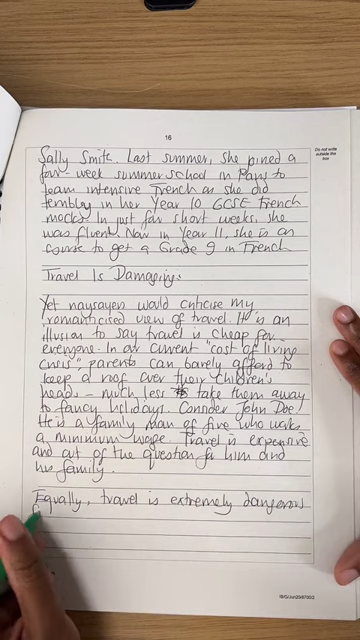 16
Do not write
outside the
box
Sally Smith. Last summer, she joined a
four-week summer school in Paris to
learn intensive French as she did
terribly in her Year 10 GCSE French
mocks. In just four short weeks, she
was fluent. Now in Year 11, she is on
course to get a Grade 9 in French
Travel Is Damaging:
Yet naysayers would criticise my
romanticised view of travel. It is an
illusion to say travel is cheap for
everyone. In our current "cost of living
crisis", parents can barely afford to
keep a roof over their children's
heads - much less take them away
to fancy holidays. Consider John Doe.
He is a family man of five who works
a minimum wage. Travel is expensive
and out of the question for him and
his family.
Equally, travel is extremely dangerous
IB/G/Jun20/8700/2